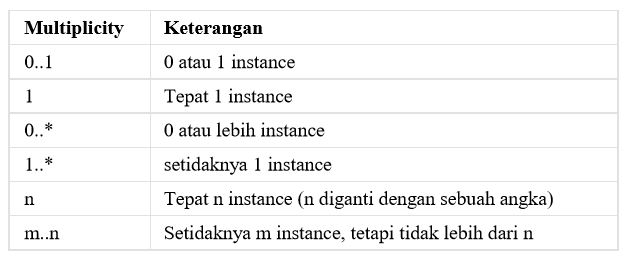 Multiplicity Keterangan
0..1 0 atau 1 instance
1 Tepat 1 instance
0..* 0 atau lebih instance
1..* setidaknya 1 instance
n Tepat n instance (n diganti dengan sebuah angka)
m..n Setidaknya m instance, tetapi tidak lebih dari n